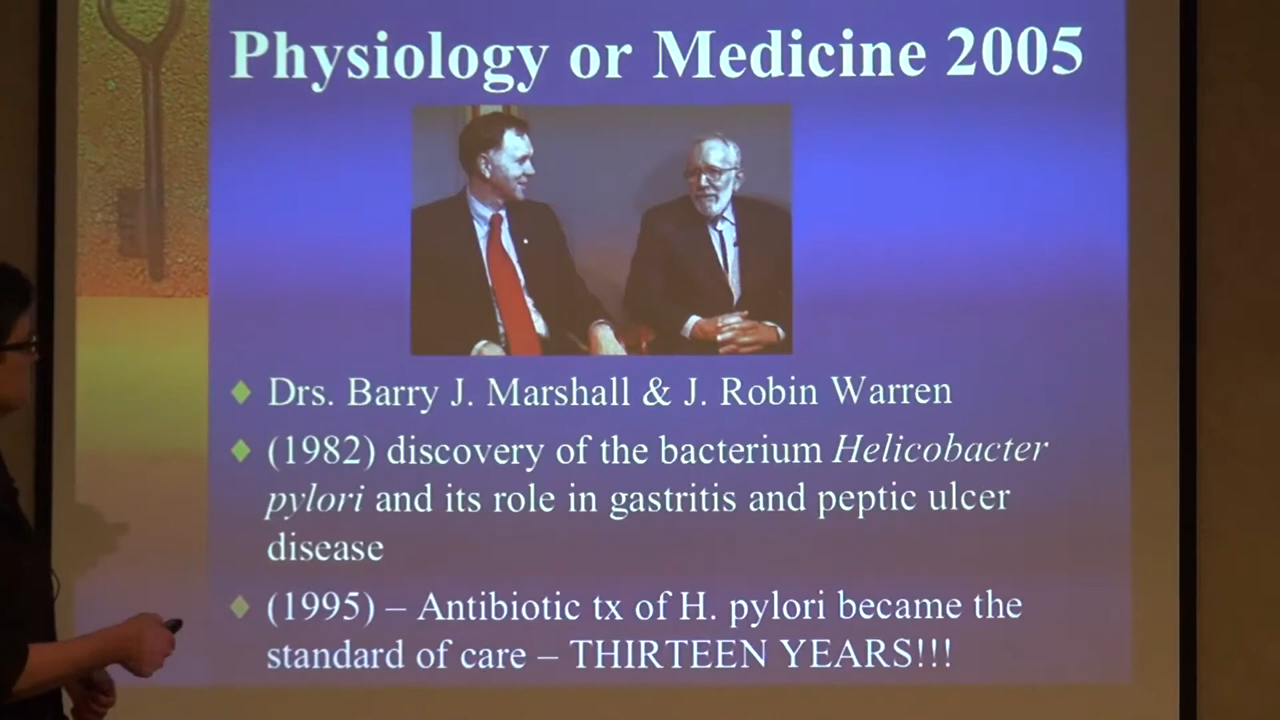 Physiology or Medicine 2005
Drs. Barry J. Marshall & J. Robin Warren
(1982) discovery of the bacterium Helicobacter
pylori and its role in gastritis and peptic ulcer
disease
(1995) – Antibiotic tx of H. pylori became the
standard of care – THIRTEEN YEARS!!!